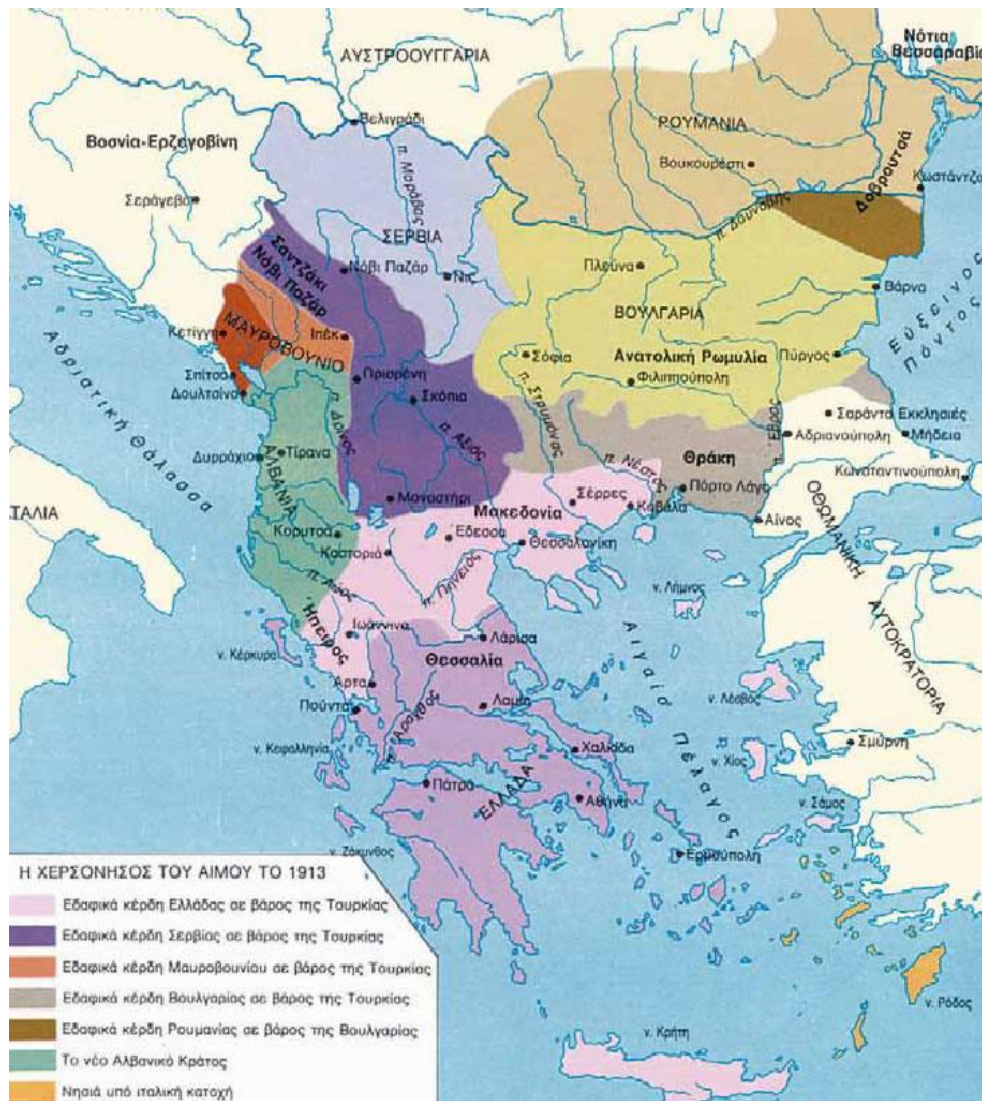 ΑΥΣΤΡΟΟΥΓΓΑΡΙΑ
Νότια
Βεσσαραβία
Βελιγράδι
ΡΟΥΜΑΝΙΑ
Βοσνία-Ερζεγοβίνη
π. Μοράβας
Βουκουρέστι
Δοβρουτσά
Κωστάντζα
Σεράγεβο
π. Δούναβης
ΣΕΡΒΙΑ
Σαντζάκι
Νόβι Παζάρ
Νόβι Παζάρ
Νις
Πλεύνα
Βάρνα
ΒΟΥΛΓΑΡΙΑ
Εύξεινος
Πόντος
Κετίγγη
ΜΑΥΡΟΒΟΥΝΙΟ
Ιπέκ
Σόφια
Ανατολική Ρωμυλία
Πύργος
Σπίτσα
Πρισρένη
Φιλιππούπολη
Δουλτσίνο
Σκόπια
π. Στρυμόνας
π. Έβρος
Σαράντα Εκκλησιές
Αδριατική Θάλασσα
π. Δρίνος
π. Αξιός
Αδριανούπολη
Μήδεια
Δυρράχιο
Τίρανα
π. Νέστος
Θράκη
Κωνσταντινούπολη
ΑΛΒΑΝΙΑ
Μοναστήρι
Σέρρες
Πόρτο Λάγο
ΤΑΛΙΑ
Μακεδονία
Καβάλα
Αίνος
Κορυτσά
Έδεσσα
Καστοριά
Θεσσαλονίκη
ΟΘΩΜΑΝΙΚΗ
ΑΥΤΟΚΡΑΤΟΡΙΑ
π. Αώος
π. Πηνειός
ν. Λήμνος
Ήπειρος
Ιωάννινα
Λάρισα
ν. Κέρκυρα
Θεσσαλία
Αιγαίο
Πέλαγος
Άρτα
ν. Λέσβος
Πούντα
Λαμία
π. Άραχθος
Σμύρνη
ν. Κεφαλληνία
Χαλκίδα
ν. Χίος
Πάτρα
ΕΛΛΑΔΑ
Αθήνα
ν. Σάμος
ν. Ζάκυνθος
Ερμούπολη
ν. Ρόδος
ν. Κρήτη
Η ΧΕΡΣΟΝΗΣΟΣ ΤΟΥ ΑΙΜΟΥ ΤΟ 1913
Εδαφικά κέρδη Ελλάδας σε βάρος της Τουρκίας
Εδαφικά κέρδη Σερβίας σε βάρος της Τουρκίας
Εδαφικά κέρδη Μαυροβουνίου σε βάρος της Τουρκίας
Εδαφικά κέρδη Βουλγαρίας σε βάρος της Τουρκίας
Εδαφικά κέρδη Ρουμανίας σε βάρος της Βουλγαρίας
Το νέο Αλβανικό Κράτος
Νησιά υπό ιταλική κατοχή